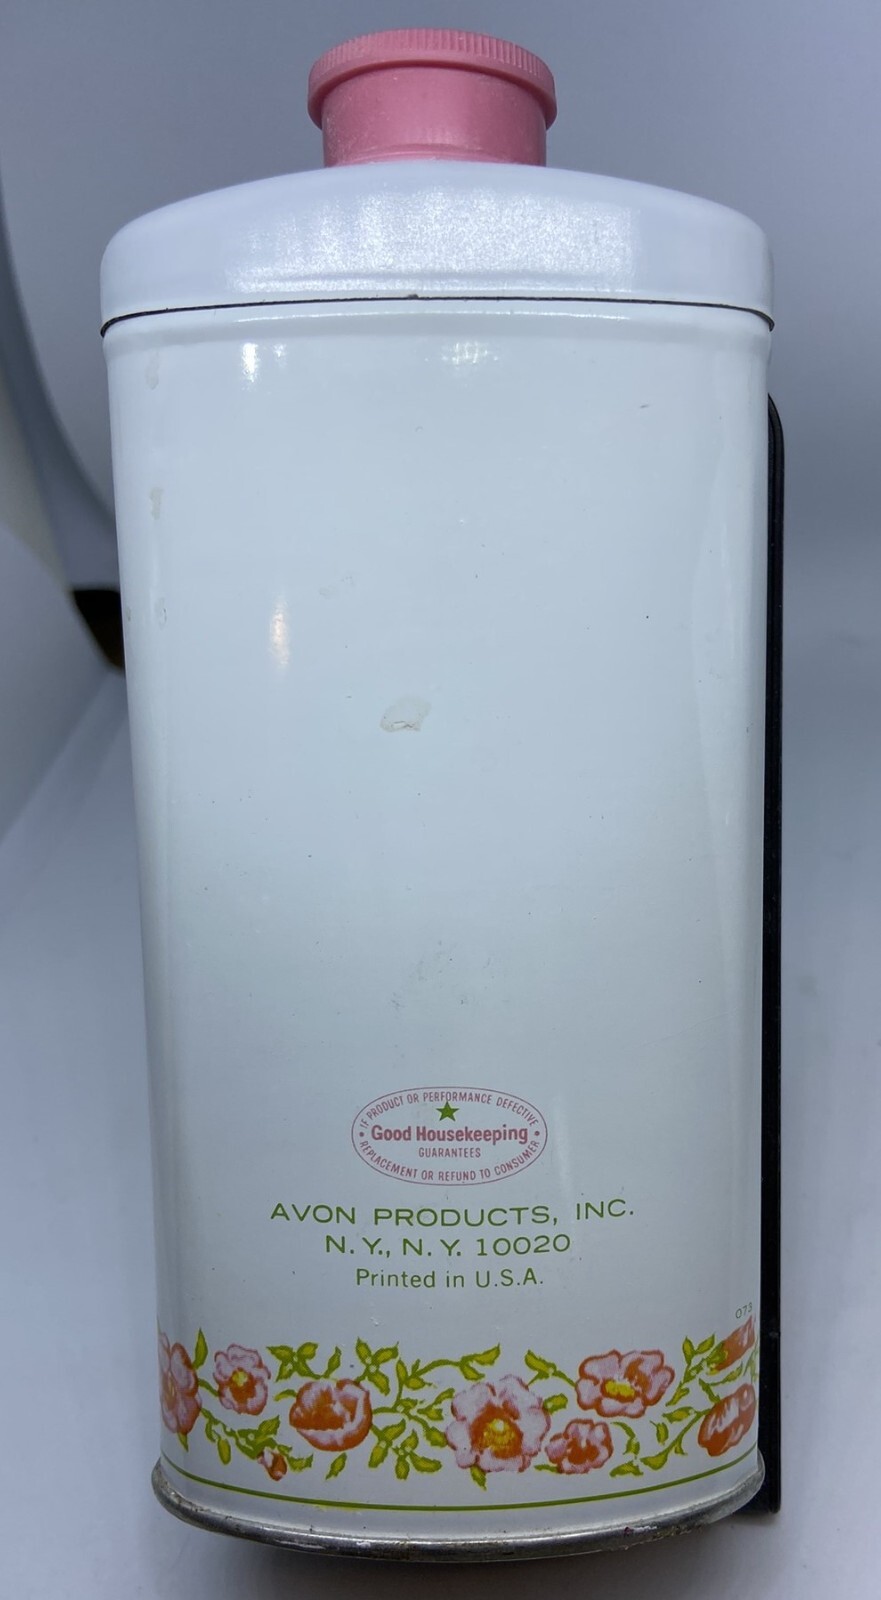 IF PRODUCT OR PERFORMANCE DEFECTIVE
Good Housekeeping
GUARANTEES
REPLACEMENT OR REFUND TO CONSUMER
AVON PRODUCTS, INC.
N.Y., N.Y. 10020
Printed in U.S.A.
073